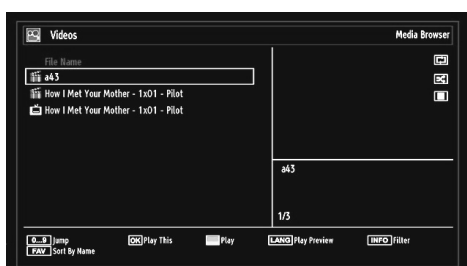 Videos
Media Browser
File Name
a43
How I Met Your Mother - 1x01 - Pilot
How I Met Your Mother - 1x01 - Pilot
a43
1/3
0...9 Jump OK Play This Play LANG Play Preview INFO Filter
FAV Sort By Name